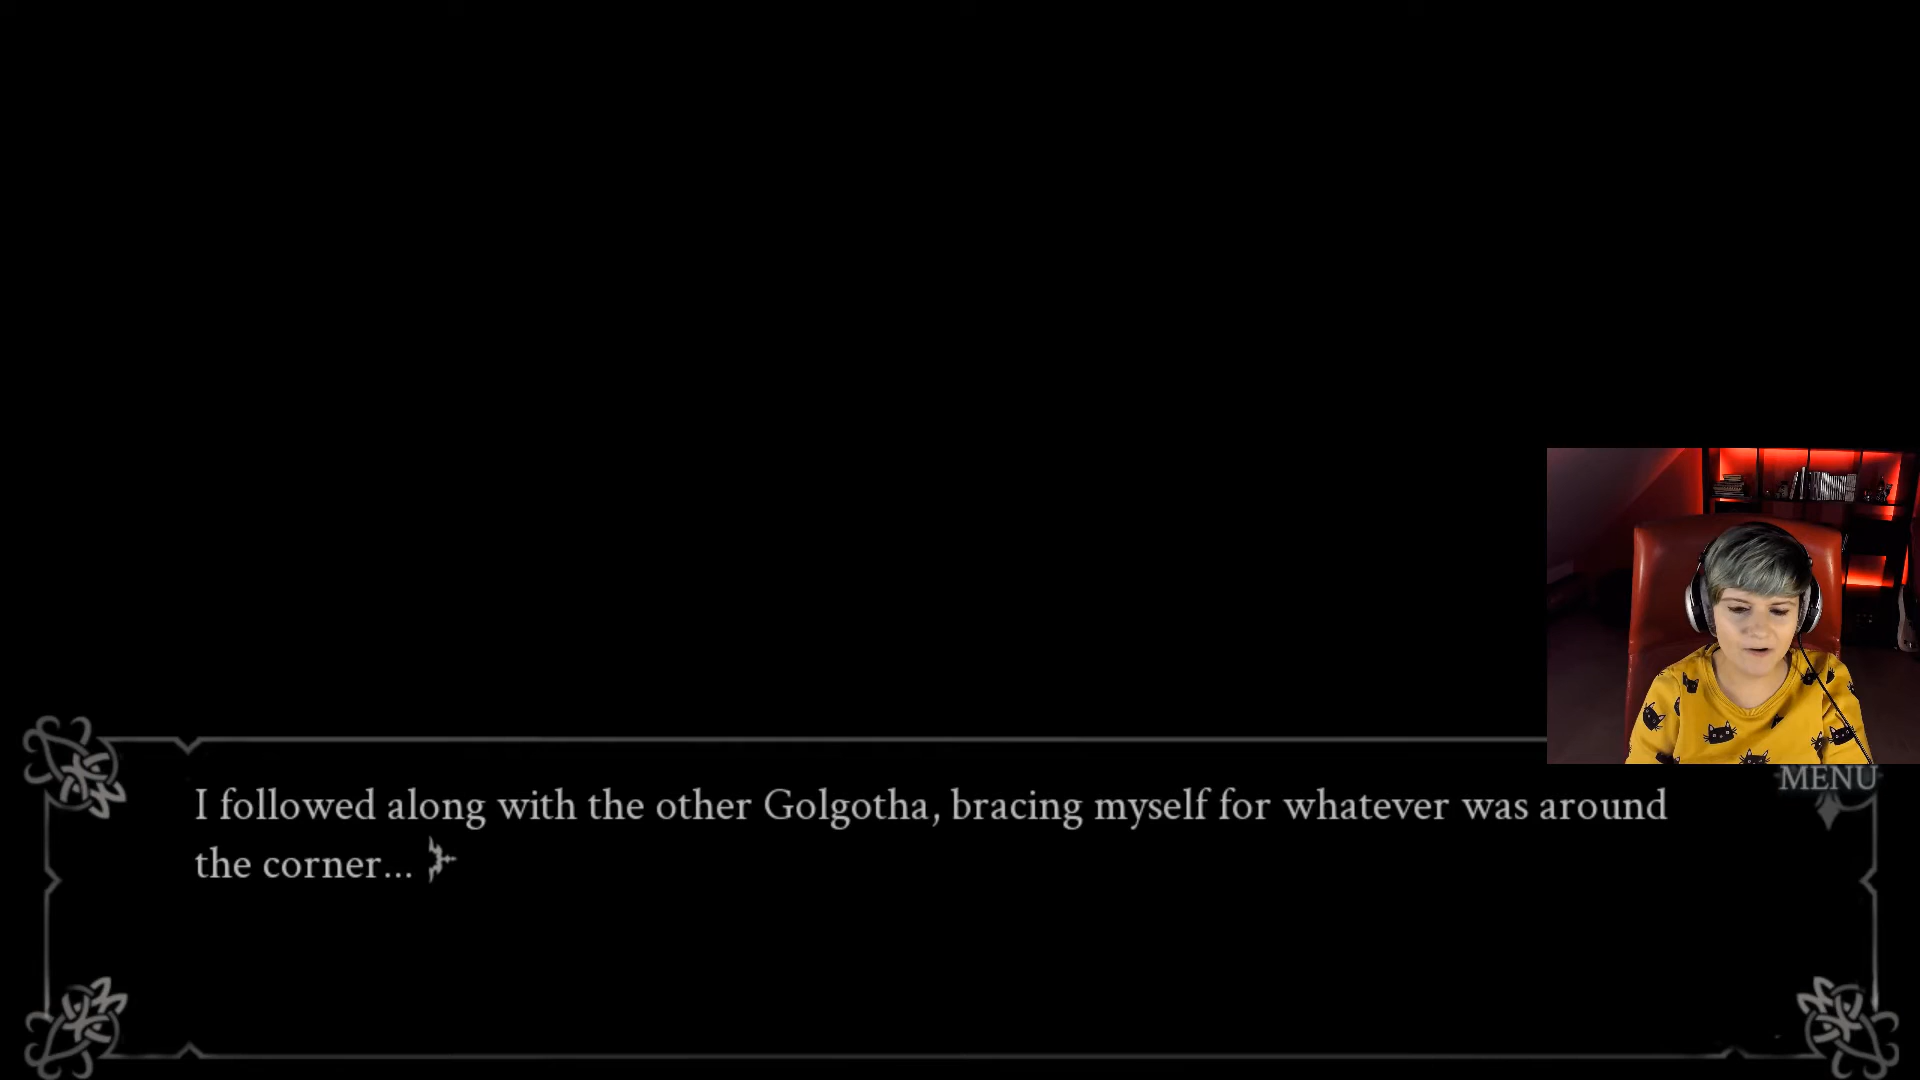 MENU
I followed along with the other Golgotha, bracing myself for whatever was around
the corner...